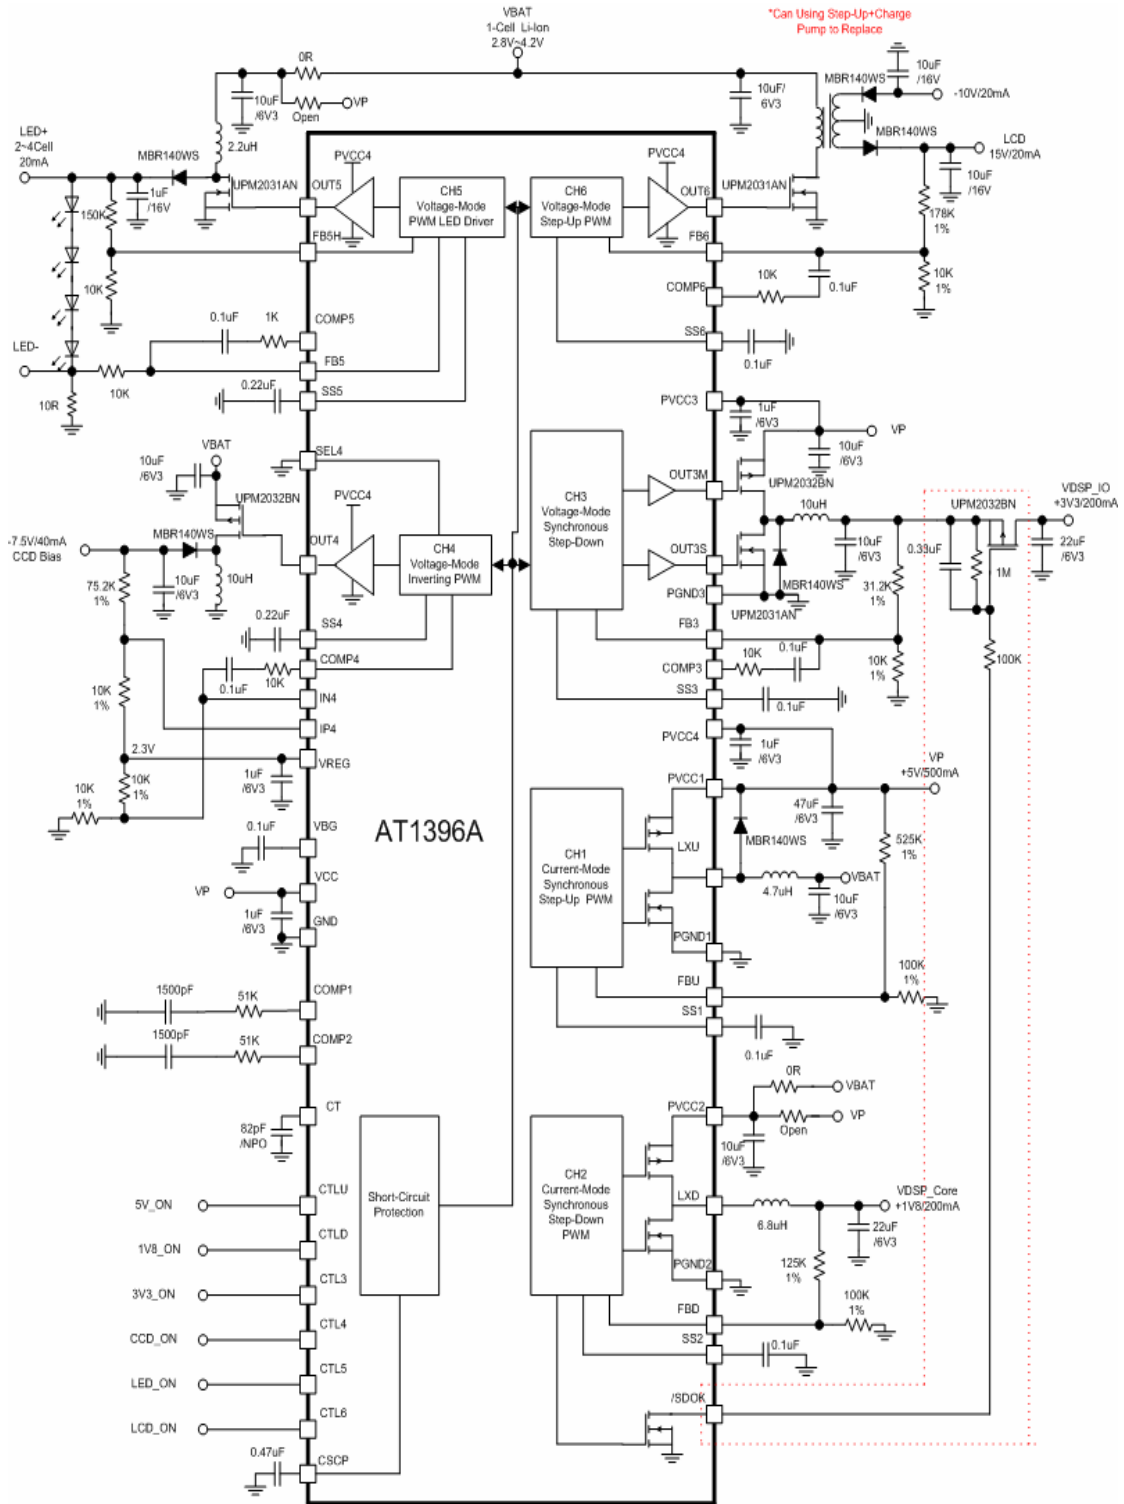 VBAT
1-Cell Li-Ion
2.8V~4.2V
*Can Using Step-Up+Charge
Pump to Replace
0R
10uF
/6V3
Open
VP
10uF/
6V3
MBR140WS
10uF
/16V
-10V/20mA
LED+
2~4Cell
20mA
MBR140WS
2.2uH
1uF
/16V
UPM2031AN
150K
10K
OUT5
PVCC4
CH5
Voltage-Mode
PWM LED Driver
FB5H
CH6
Voltage-Mode
Step-Up PWM
PVCC4
OUT6
UPM2031AN
MBR140WS
LCD
15V/20mA
10uF
/16V
178K
1%
FB6
10K
0.1uF
10K
1%
COMP6
SS6
0.1uF
0.1uF
1K
COMP5
LED-
10K
FB5
0.22uF
SS5
10R
VBAT
10uF
/6V3
SEL4
UPM2032BN
PVCC4
OUT4
CH4
Voltage-Mode
Inverting PWM
-7.5V/40mA
CCD Bias
MBR140WS
10uF
/6V3
10uH
75.2K
1%
0.22uF
SS4
COMP4
0.1uF
10K
IN4
10K
1%
IP4
2.3V
VREG
10K
1%
10K
1%
1uF
/6V3
0.1uF
VBG
AT1396A
VP
VCC
1uF
/6V3
GND
PVCC3
1uF
/6V3
VP
10uF
/6V3
OUT3M
UPM2032BN
CH3
Voltage-Mode
Synchronous
Step-Down
10uH
OUT3S
MBR140WS
PGND3
UPM2031AN
10uF
/6V3
31.2K
1%
0.33uF
1M
UPM2032BN
VDSP_IO
+3V3/200mA
22uF
/6V3
FB3
0.1uF
10K
COMP3
10K
1%
100K
SS3
0.1uF
PVCC4
1uF
/6V3
VP
+5V/500mA
PVCC1
47uF
/6V3
CH1
Current-Mode
Synchronous
Step-Up PWM
LXU
MBR140WS
525K
1%
4.7uH
VBAT
10uF
/6V3
PGND1
FBU
100K
1%
SS1
0.1uF
1500pF
51K
COMP1
1500pF
51K
COMP2
CT
82pF
/NPO
0R
VBAT
PVCC2
VP
Open
10uF
/6V3
CH2
Current-Mode
Synchronous
Step-Down
PWM
LXD
6.8uH
VDSP_Core
+1V8/200mA
22uF
/6V3
PGND2
125K
1%
FBD
100K
1%
SS2
0.1uF
/SDOK
Short-Circuit
Protection
5V_ON
CTLU
1V8_ON
CTLD
3V3_ON
CTL3
CCD_ON
CTL4
LED_ON
CTL5
LCD_ON
CTL6
0.47uF
CSCP